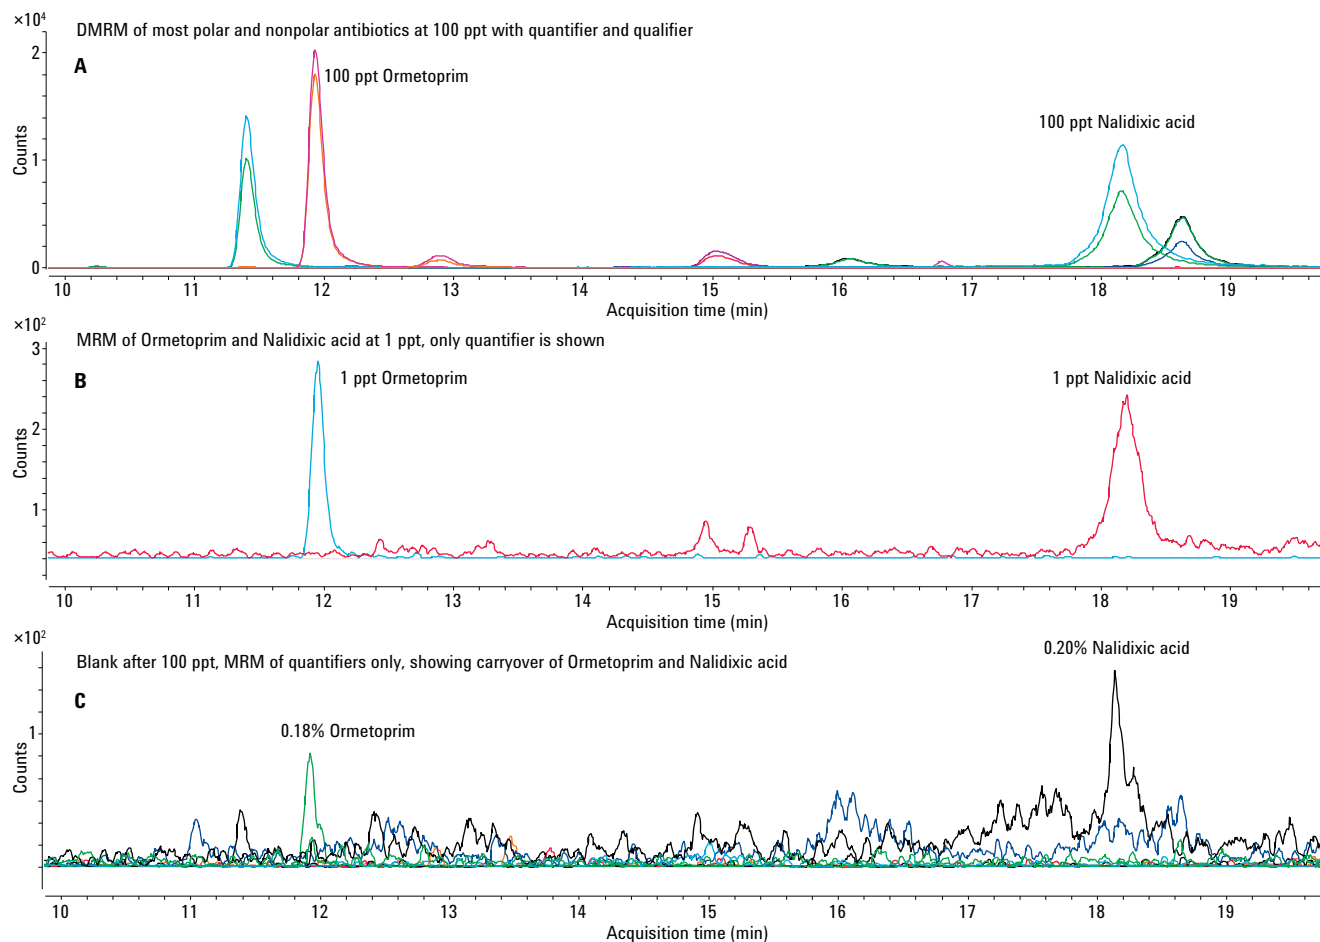 ×10⁴
DMRM of most polar and nonpolar antibiotics at 100 ppt with quantifier and qualifier
2
A
100 ppt Ormetoprim
100 ppt Nalidixic acid
Counts
1
0
10 11 12 13 14 15 16 17 18 19
Acquisition time (min)
×10²
MRM of Ormetoprim and Nalidixic acid at 1 ppt, only quantifier is shown
3
B
1 ppt Ormetoprim
1 ppt Nalidixic acid
2
Counts
1
10 11 12 13 14 15 16 17 18 19
Acquisition time (min)
×10²
Blank after 100 ppt, MRM of quantifiers only, showing carryover of Ormetoprim and Nalidixic acid
0.20% Nalidixic acid
C
0.18% Ormetoprim
1
Counts
10 11 12 13 14 15 16 17 18 19
Acquisition time (min)